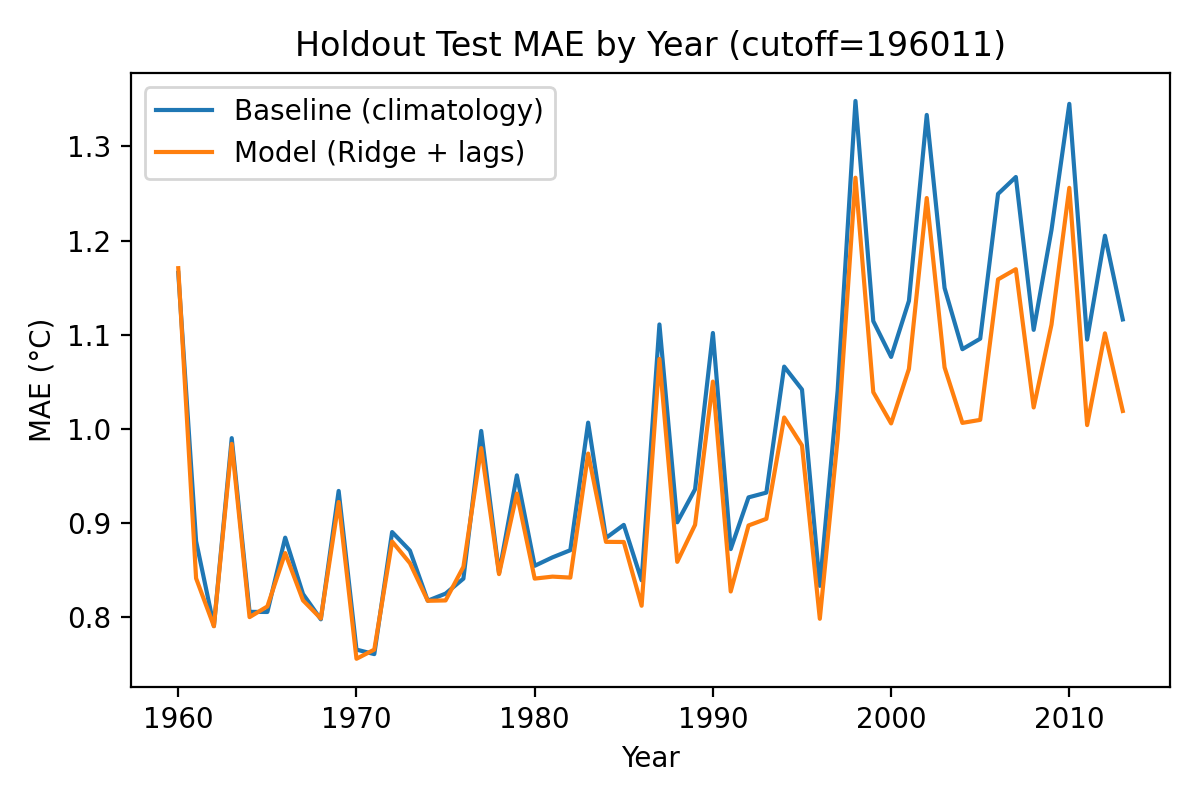 Holdout Test MAE by Year (cutoff=196011)
Baseline (climatology)
Model (Ridge + lags)
1.3
1.2
1.1
1.0
0.9
0.8
MAE (°C)
1960 1970 1980 1990 2000 2010
Year